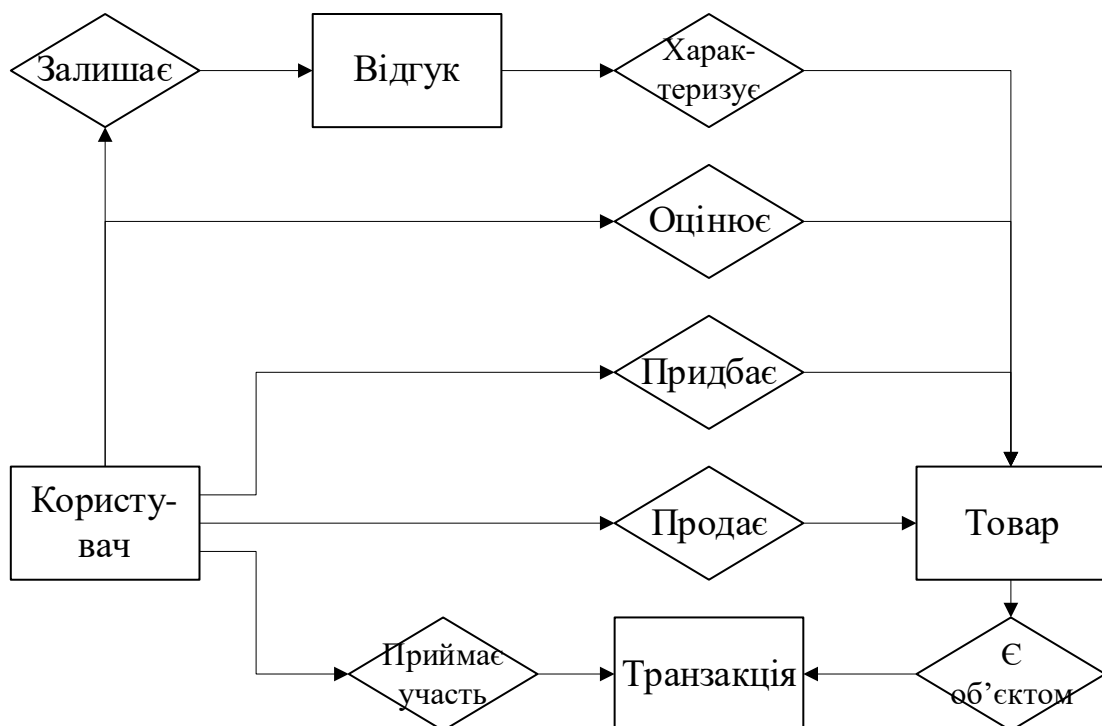 Залишає
Відгук
Харак-
теризує
Оцінює
Придбає
Користу-
вач
Продає
Товар
Приймає
участь
Транзакція
Є
об’єктом